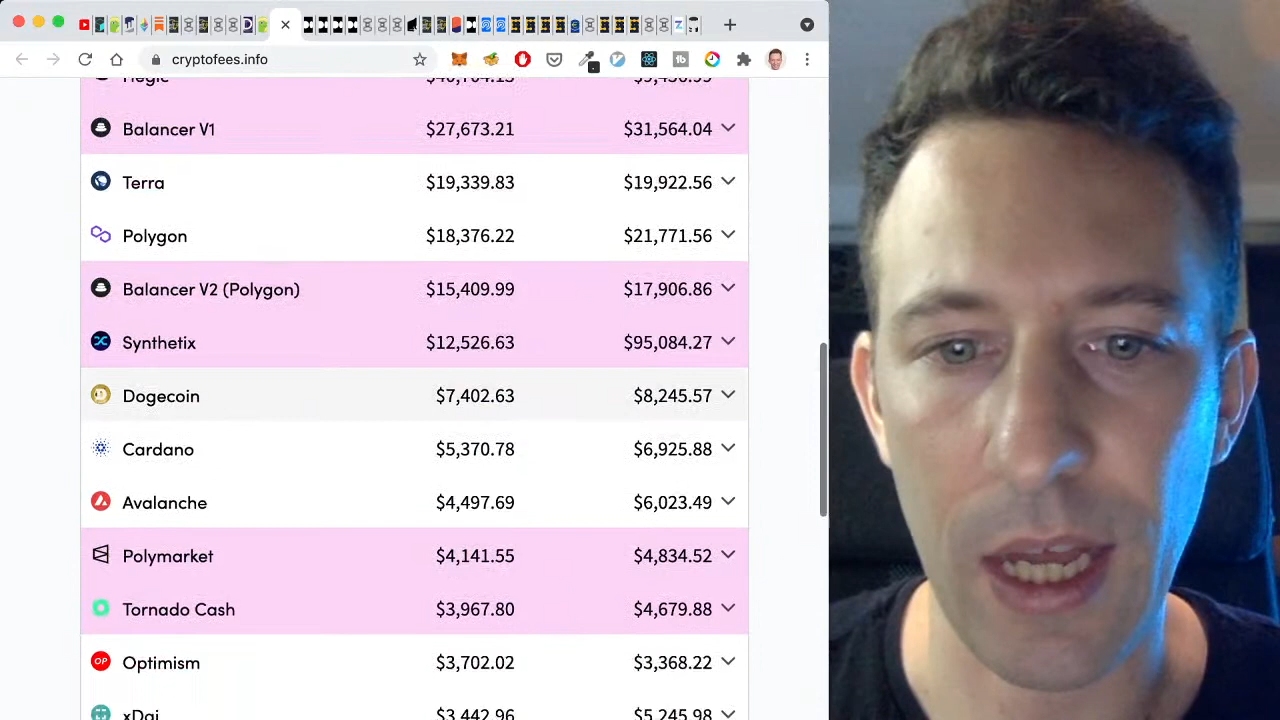 cryptofees.info
Hegic
Balancer V1 $27,673.21 $31,564.04
Terra $19,339.83 $19,922.56
Polygon $18,376.22 $21,771.56
Balancer V2 (Polygon) $15,409.99 $17,906.86
Synthetix $12,526.63 $95,084.27
Dogecoin $7,402.63 $8,245.57
Cardano $5,370.78 $6,925.88
Avalanche $4,497.69 $6,023.49
Polymarket $4,141.55 $4,834.52
Tornado Cash $3,967.80 $4,679.88
OP Optimism $3,702.02 $3,368.22
xDai $3,442.96 $5,245.98